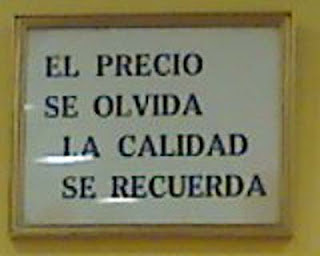 EL PRECIO
SE OLVIDA
LA CALIDAD
SE RECUERDA